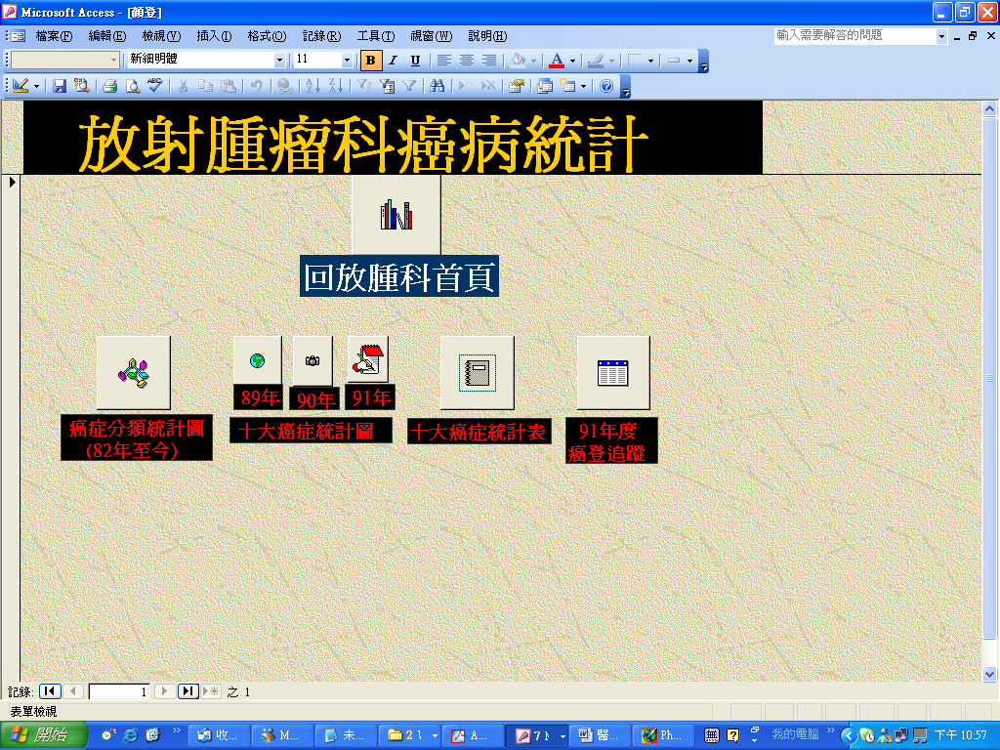 Microsoft Access - [顏登]
檔案(F) 編輯(E) 檢視(V) 插入(I) 格式(O) 記錄(R) 工具(T) 視窗(W) 說明(H)
輸入需要解答的問題
新細明體 11 B I U
放射腫瘤科癌病統計
回放腫科首頁
89年 90年 91年
癌症分類統計圖
(82年至今)
十大癌症統計圖
十大癌症統計表
91年度
癌登追蹤
記錄: 1 之 1
表單檢視
開始 收... M... 未... 2 \ A... 7 醫... Ph... 我的電腦 下午 10:57